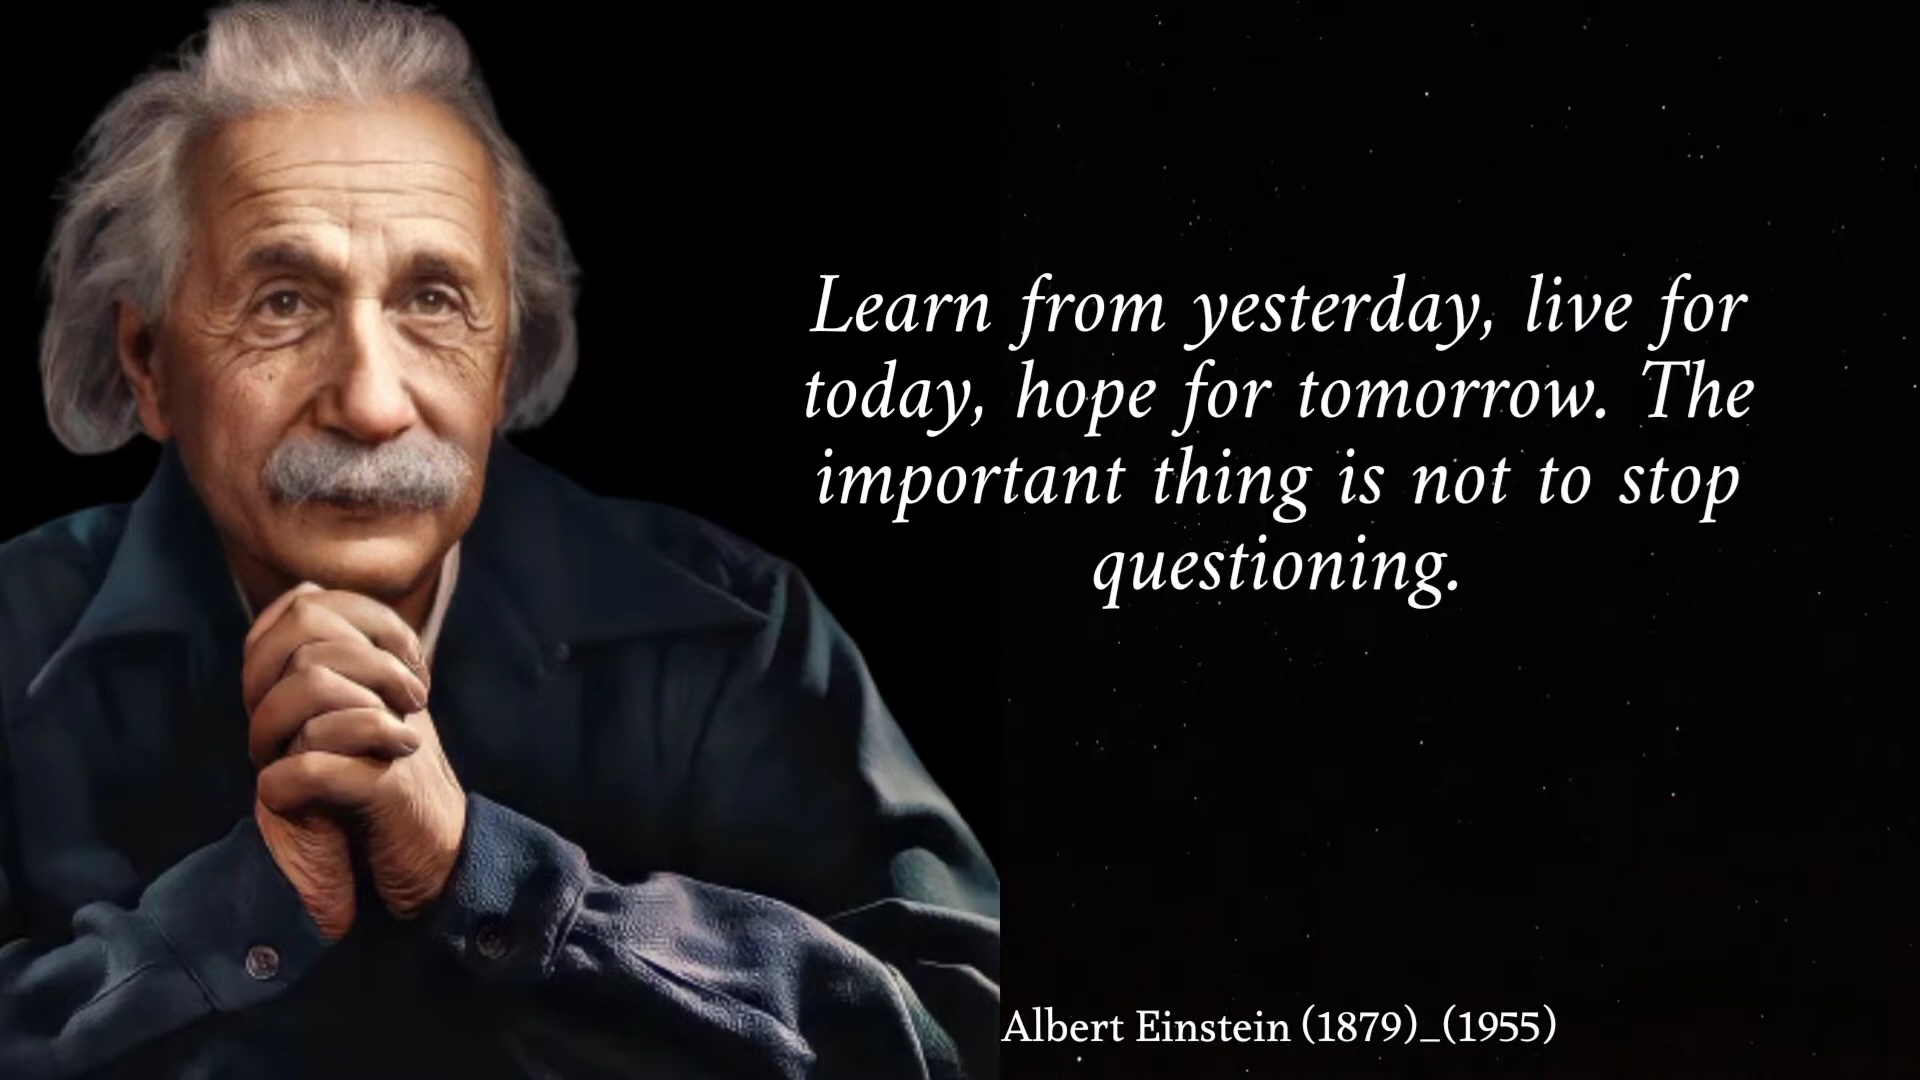 Learn from yesterday, live for
today, hope for tomorrow. The
important thing is not to stop
questioning.
Albert Einstein (1879)_(1955)